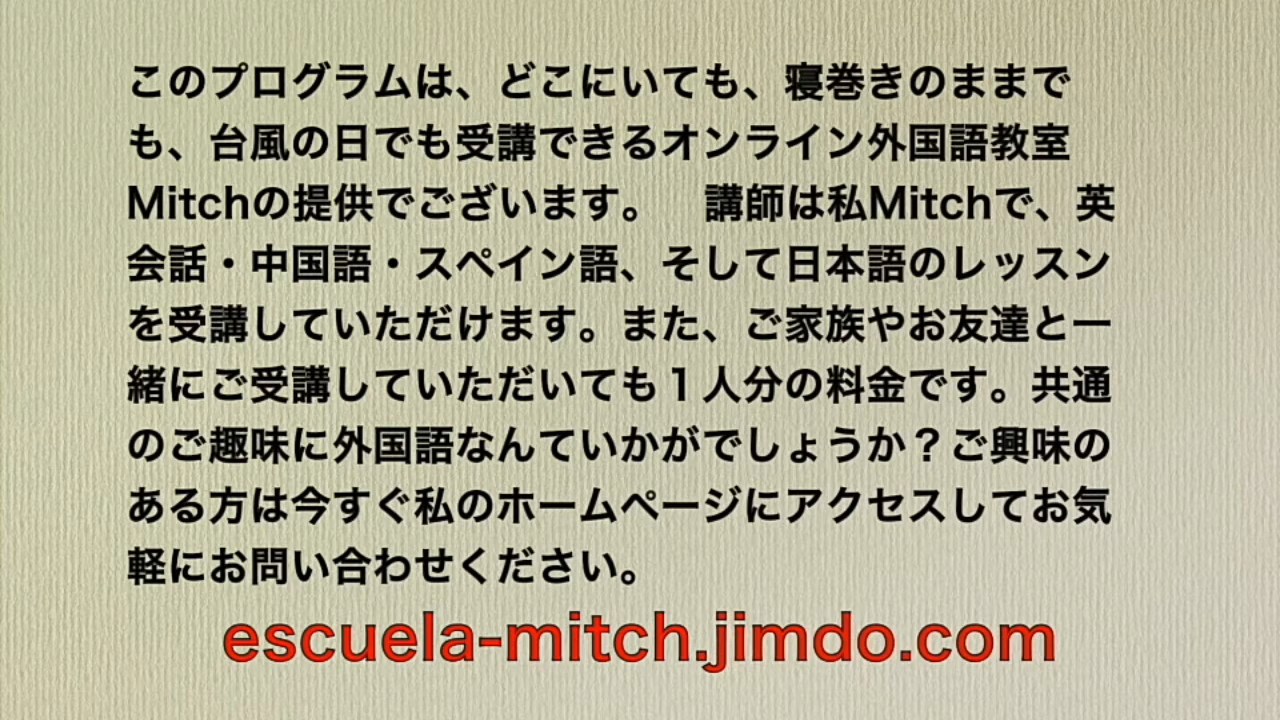 このプログラムは、どこにいても、寝巻きのままで
も、台風の日でも受講できるオンライン外国語教室
Mitchの提供でございます。　講師は私Mitchで、英
会話・中国語・スペイン語、そして日本語のレッスン
を受講していただけます。また、ご家族やお友達と一
緒にご受講していただいても１人分の料金です。共通
のご趣味に外国語なんていかがでしょうか？ご興味の
ある方は今すぐ私のホームページにアクセスしてお気
軽にお問い合わせください。
escuela-mitch.jimdo.com